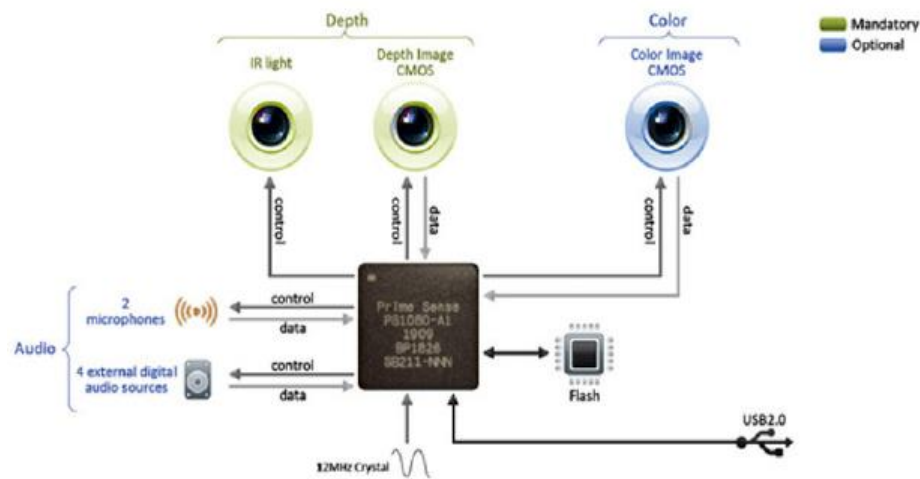 Depth
Color
Mandatory
Optional
IR light
Depth Image
CMOS
Color Image
CMOS
control
control
data
control
data
Prime Sense
PS1080-A1
1909
SP1826
SB211-NNN
Audio
2
microphones
control
data
4 external digital
audio sources
control
data
Flash
USB2.0
12MHz Crystal